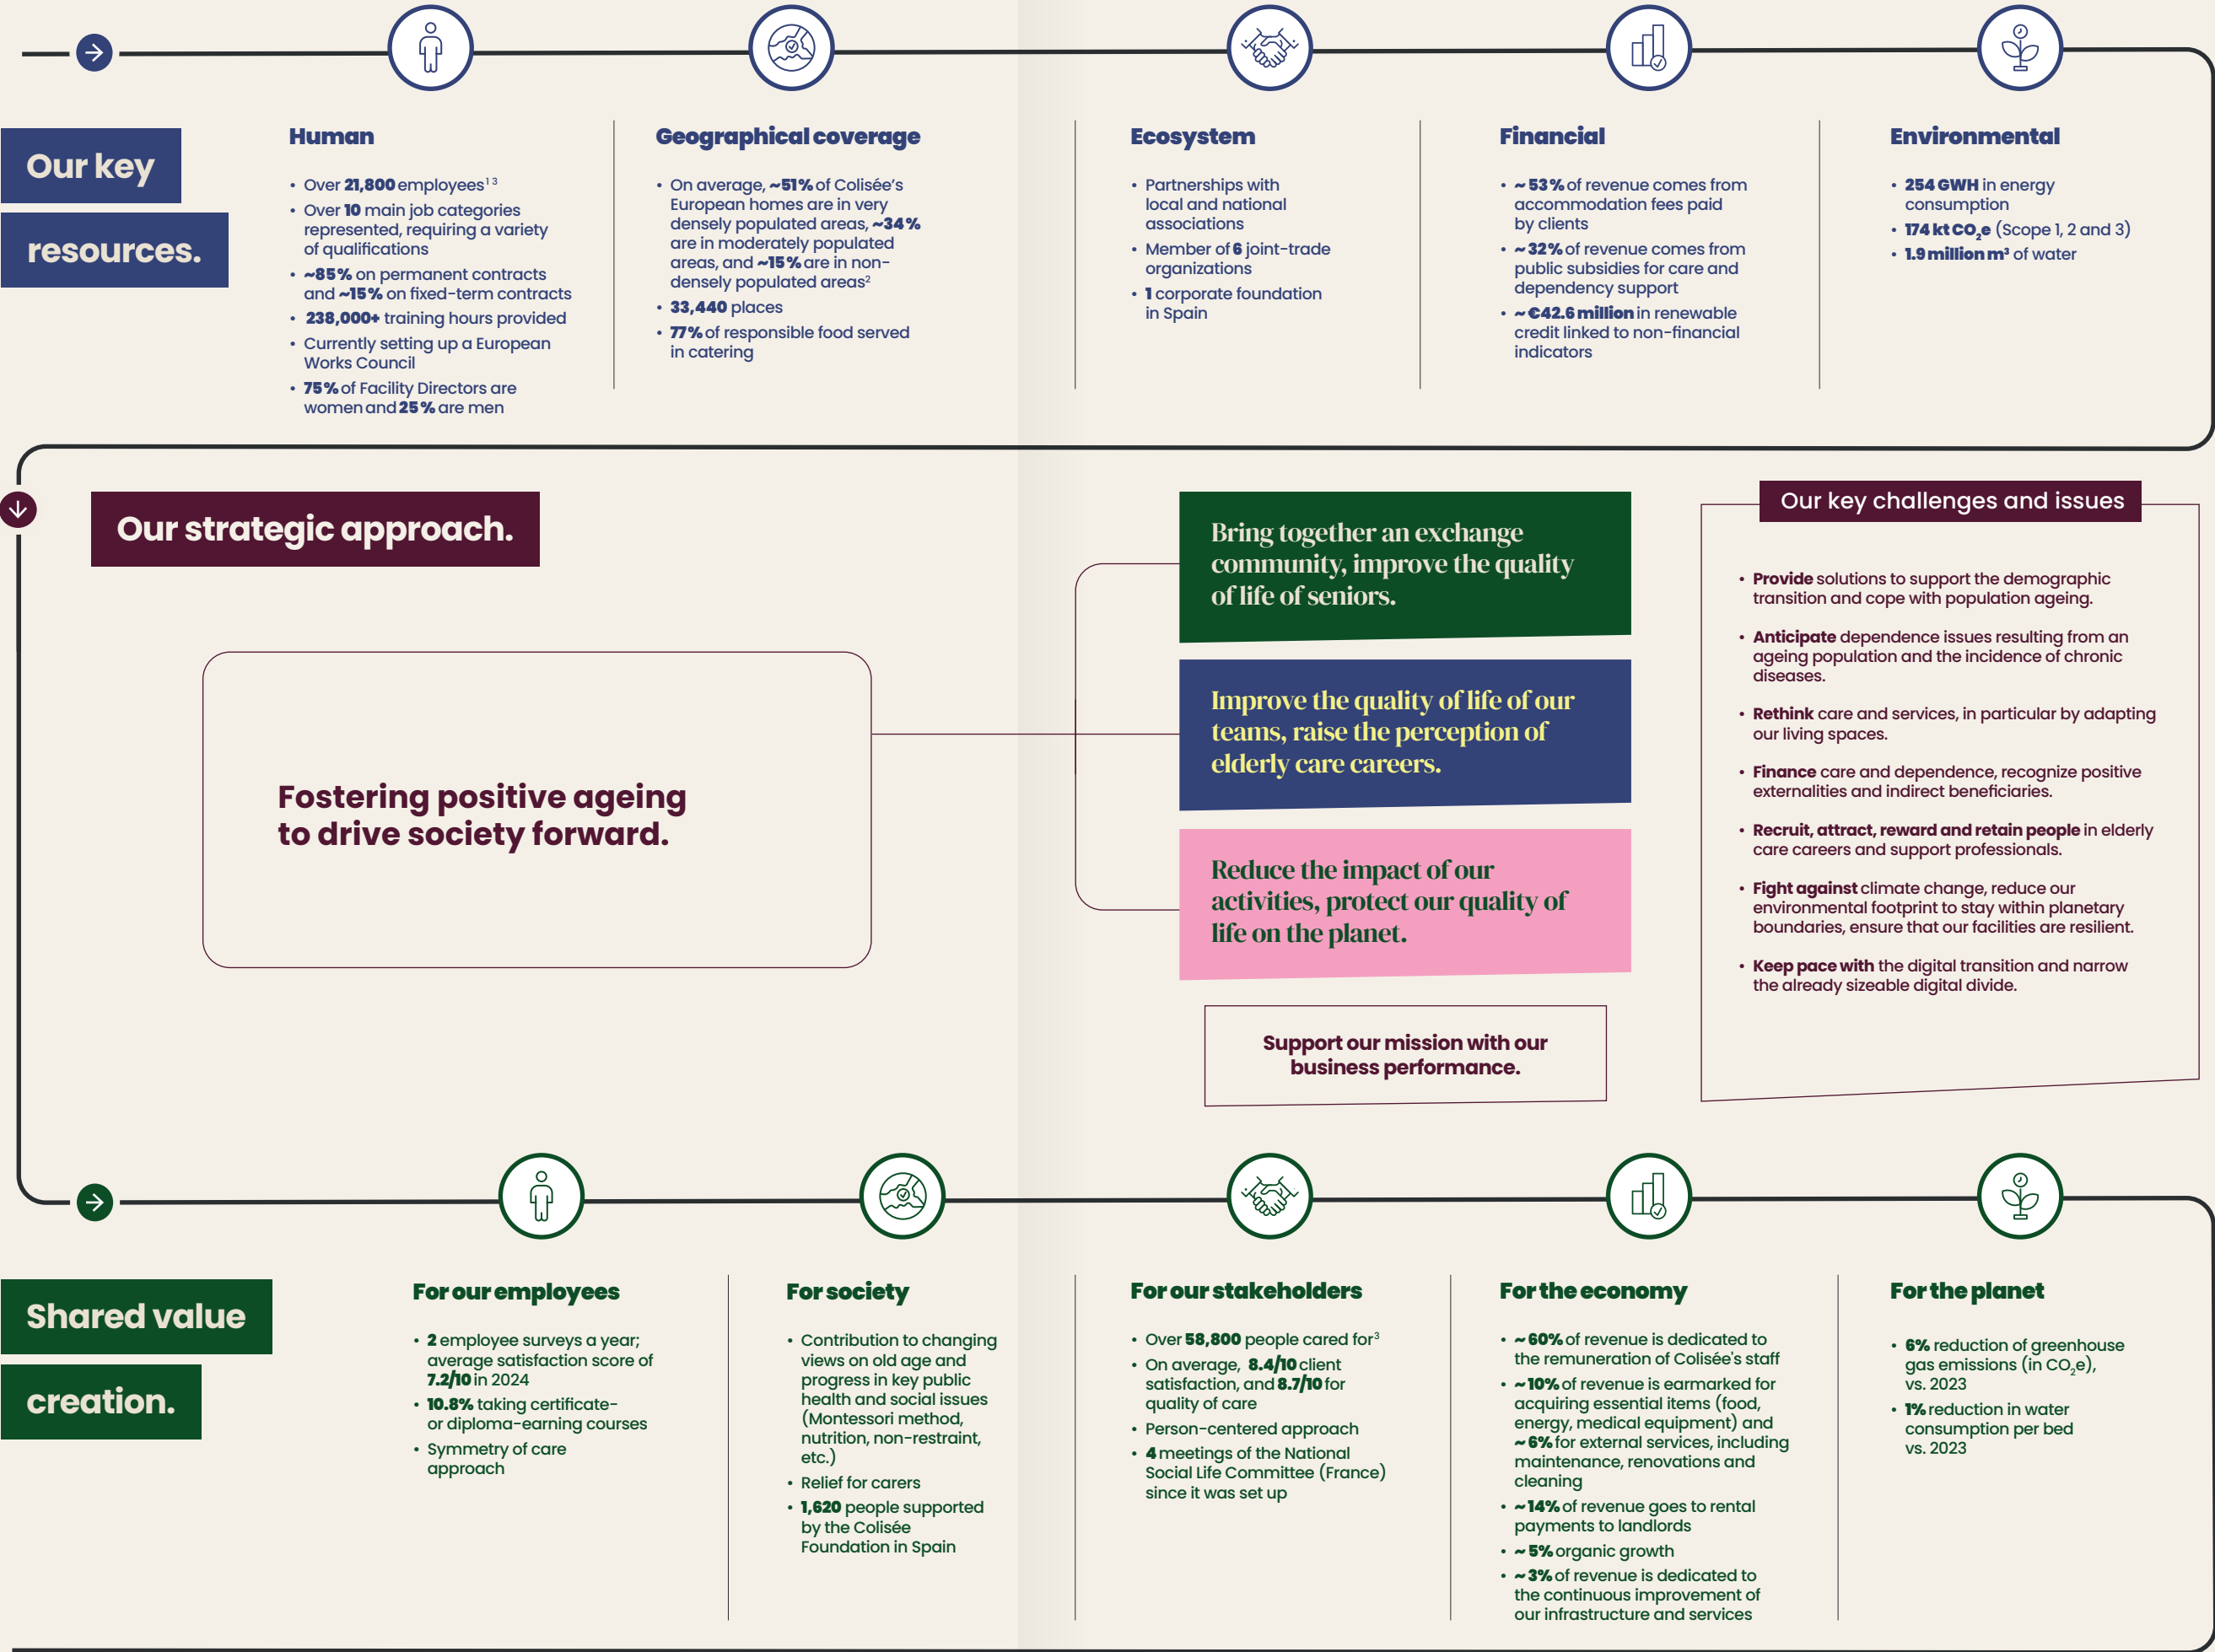 Our key
resources.
Human
• Over 21,800 employees¹ ³
• Over 10 main job categories
represented, requiring a variety
of qualifications
• ~85% on permanent contracts
and ~15% on fixed-term contracts
• 238,000+ training hours provided
• Currently setting up a European
Works Council
• 75% of Facility Directors are
women and 25% are men
Geographical coverage
• On average, ~51% of Colisée's
European homes are in very
densely populated areas, ~34%
are in moderately populated
areas, and ~15% are in non-
densely populated areas²
• 33,440 places
• 77% of responsible food served
in catering
Ecosystem
• Partnerships with
local and national
associations
• Member of 6 joint-trade
organizations
• 1 corporate foundation
in Spain
Financial
• ~ 53% of revenue comes from
accommodation fees paid
by clients
• ~ 32% of revenue comes from
public subsidies for care and
dependency support
• ~ €42.6 million in renewable
credit linked to non-financial
indicators
Environmental
• 254 GWH in energy
consumption
• 174 kt CO₂e (Scope 1, 2 and 3)
• 1.9 million m³ of water
Our strategic approach.
Fostering positive ageing
to drive society forward.
Bring together an exchange
community, improve the quality
of life of seniors.
Improve the quality of life of our
teams, raise the perception of
elderly care careers.
Reduce the impact of our
activities, protect our quality of
life on the planet.
Support our mission with our
business performance.
Our key challenges and issues
• Provide solutions to support the demographic
transition and cope with population ageing.
• Anticipate dependence issues resulting from an
ageing population and the incidence of chronic
diseases.
• Rethink care and services, in particular by adapting
our living spaces.
• Finance care and dependence, recognize positive
externalities and indirect beneficiaries.
• Recruit, attract, reward and retain people in elderly
care careers and support professionals.
• Fight against climate change, reduce our
environmental footprint to stay within planetary
boundaries, ensure that our facilities are resilient.
• Keep pace with the digital transition and narrow
the already sizeable digital divide.
Shared value
creation.
For our employees
• 2 employee surveys a year;
average satisfaction score of
7.2/10 in 2024
• 10.8% taking certificate-
or diploma-earning courses
• Symmetry of care
approach
For society
• Contribution to changing
views on old age and
progress in key public
health and social issues
(Montessori method,
nutrition, non-restraint,
etc.)
• Relief for carers
• 1,620 people supported
by the Colisée
Foundation in Spain
For our stakeholders
• Over 58,800 people cared for³
• On average, 8.4/10 client
satisfaction, and 8.7/10 for
quality of care
• Person-centered approach
• 4 meetings of the National
Social Life Committee (France)
since it was set up
For the economy
• ~ 60% of revenue is dedicated to
the remuneration of Colisée's staff
• ~ 10% of revenue is earmarked for
acquiring essential items (food,
energy, medical equipment) and
~ 6% for external services, including
maintenance, renovations and
cleaning
• ~ 14% of revenue goes to rental
payments to landlords
• ~ 5% organic growth
• ~ 3% of revenue is dedicated to
the continuous improvement of
our infrastructure and services
For the planet
• 6% reduction of greenhouse
gas emissions (in CO₂e),
vs. 2023
• 1% reduction in water
consumption per bed
vs. 2023